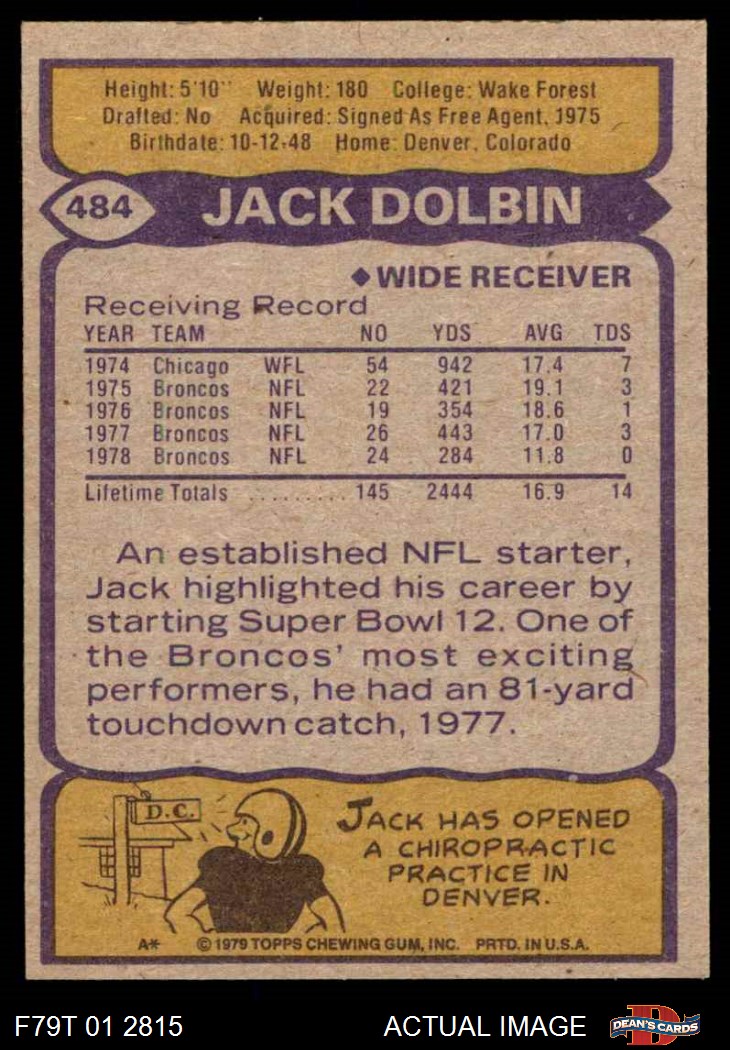 Height: 5'10" Weight: 180 College: Wake Forest
Drafted: No Acquired: Signed As Free Agent, 1975
Birthdate: 10-12-48 Home: Denver, Colorado
484 JACK DOLBIN
◆ WIDE RECEIVER
Receiving Record
YEAR TEAM NO YDS AVG TDS
1974 Chicago WFL 54 942 17.4 7
1975 Broncos NFL 22 421 19.1 3
1976 Broncos NFL 19 354 18.6 1
1977 Broncos NFL 26 443 17.0 3
1978 Broncos NFL 24 284 11.8 0
Lifetime Totals ......... 145 2444 16.9 14
An established NFL starter,
Jack highlighted his career by
starting Super Bowl 12. One of
the Broncos' most exciting
performers, he had an 81-yard
touchdown catch, 1977.
D.C.
JACK HAS OPENED
A CHIROPRACTIC
PRACTICE IN
DENVER.
A* © 1979 TOPPS CHEWING GUM, INC. PRTD. IN U.S.A.
F79T 01 2815 ACTUAL IMAGE D DEAN'S CARDS